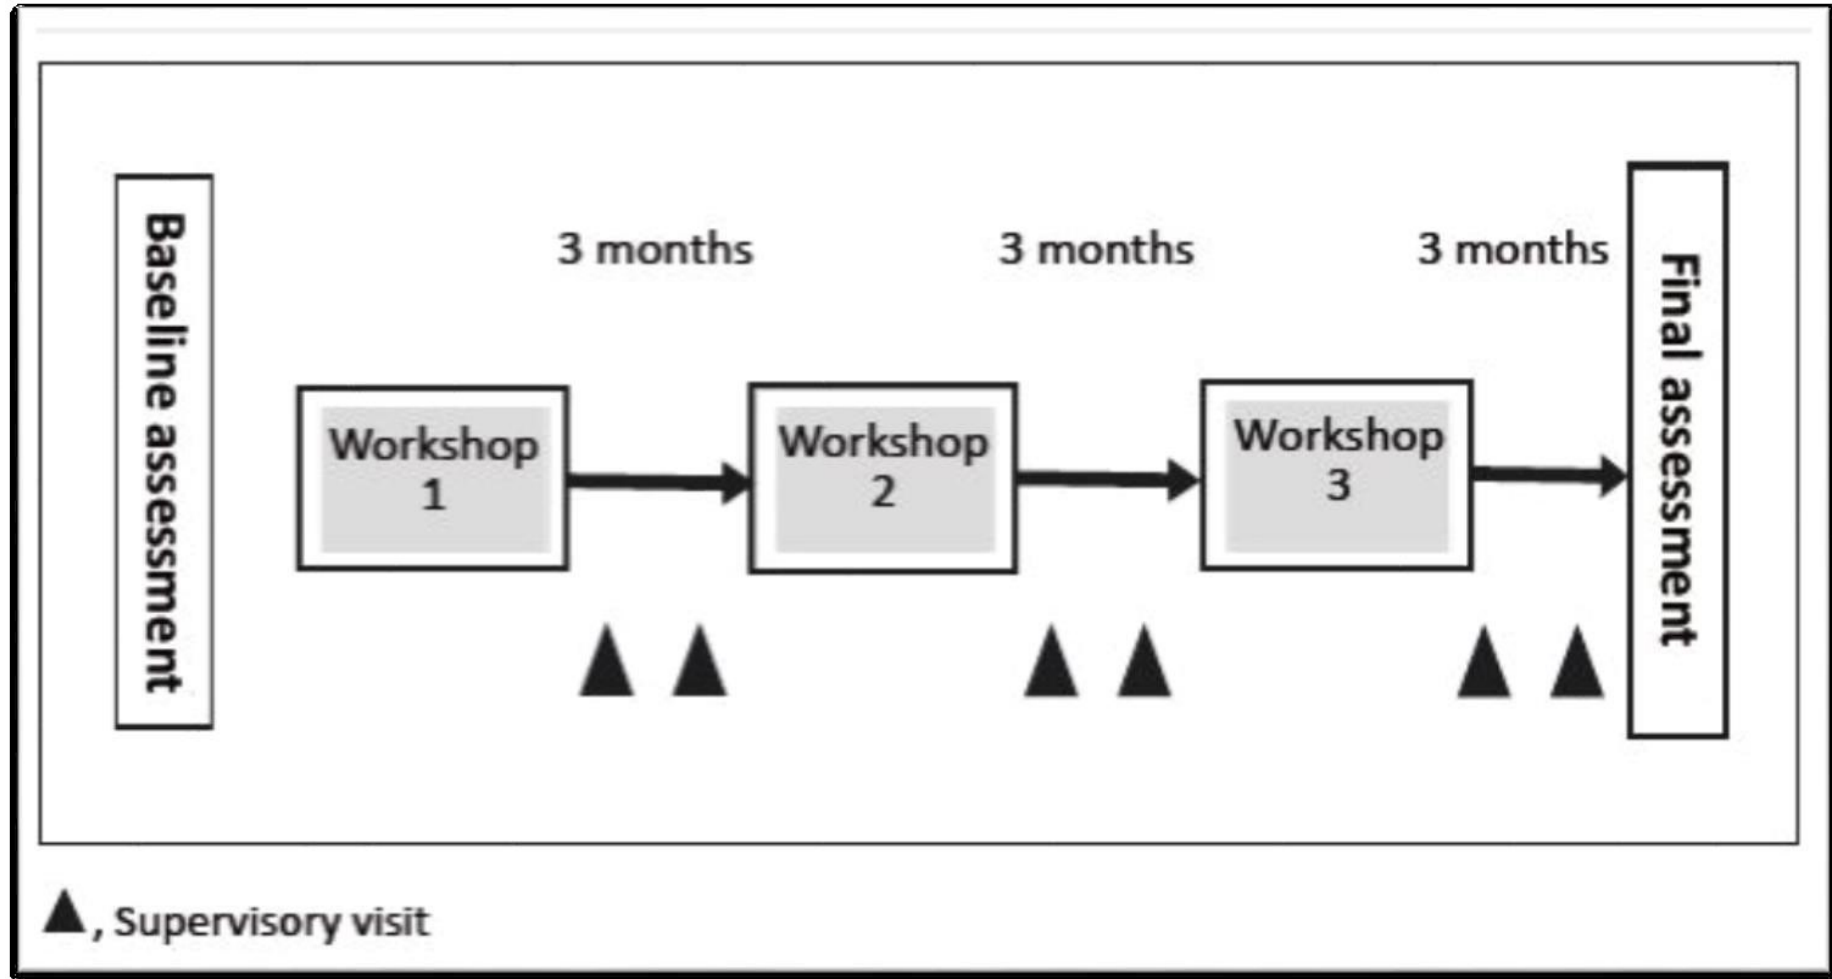 Baseline assessment
3 months
3 months
3 months
Workshop
1
Workshop
2
Workshop
3
Final assessment
▲, Supervisory visit